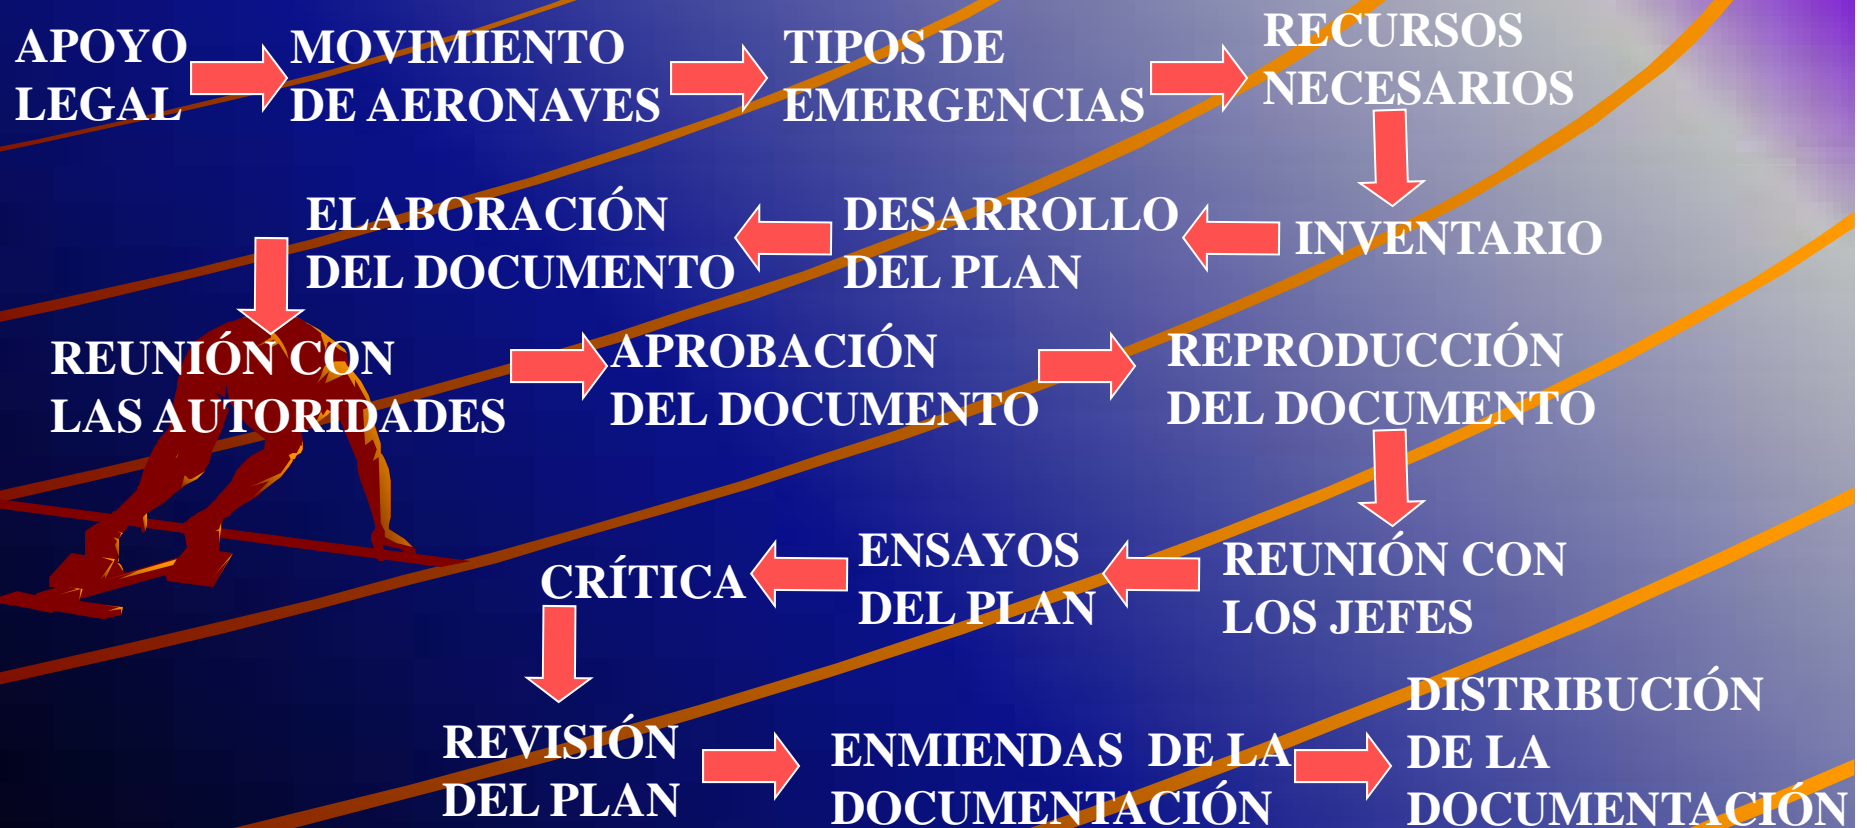 APOYO
LEGAL
MOVIMIENTO
DE AERONAVES
TIPOS DE
EMERGENCIAS
RECURSOS
NECESARIOS
INVENTARIO
DESARROLLO
DEL PLAN
ELABORACIÓN
DEL DOCUMENTO
REUNIÓN CON
LAS AUTORIDADES
APROBACIÓN
DEL DOCUMENTO
REPRODUCCIÓN
DEL DOCUMENTO
REUNIÓN CON
LOS JEFES
ENSAYOS
DEL PLAN
CRÍTICA
REVISIÓN
DEL PLAN
ENMIENDAS DE LA
DOCUMENTACIÓN
DISTRIBUCIÓN
DE LA
DOCUMENTACIÓN